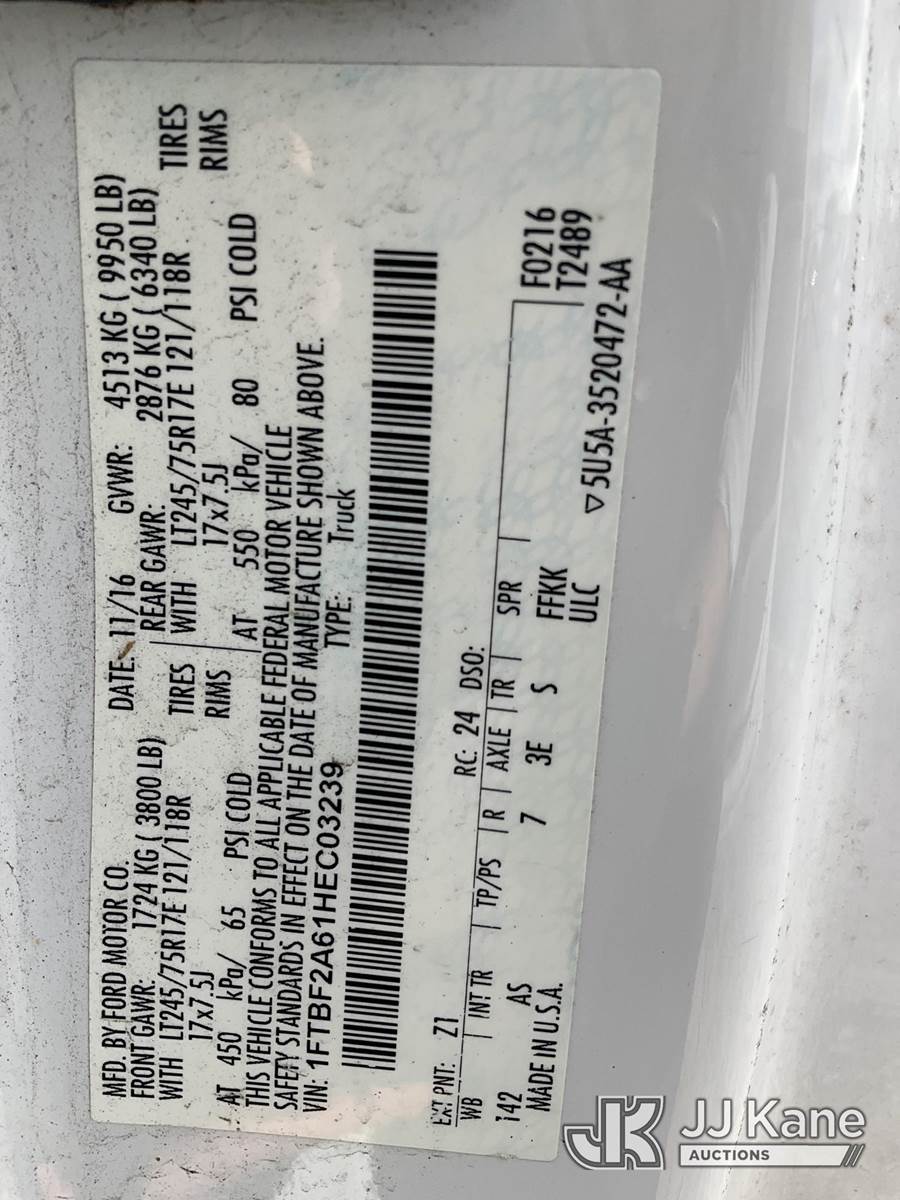 MFD. BY FORD MOTOR CO.
DATE: 11/16 GVWR: 4513 KG ( 9950 LB)
FRONT GAWR: 1724 KG ( 3800 LB) REAR GAWR: 2876 KG ( 6340 LB)
WITH LT245/75R17E 121/118R TIRES WITH LT245/75R17E 121/118R TIRES
17x7.5J RIMS 17x7.5J RIMS
AT 450 kPa/ 65 PSI COLD AT 550 kPa/ 80 PSI COLD
THIS VEHICLE CONFORMS TO ALL APPLICABLE FEDERAL MOTOR VEHICLE
SAFETY STANDARDS IN EFFECT ON THE DATE OF MANUFACTURE SHOWN ABOVE.
VIN: 1FTBF2A61HEC03239 TYPE: Truck
EXT PNT: Z1 RC: 24 DSO:
WB INT TR TP/PS R AXLE TR SPR F0216
142 AS 7 3E S FFKK T2489
MADE IN U.S.A. ULC
▽5U5A-3520472-AA
JK JJ Kane
AUCTIONS